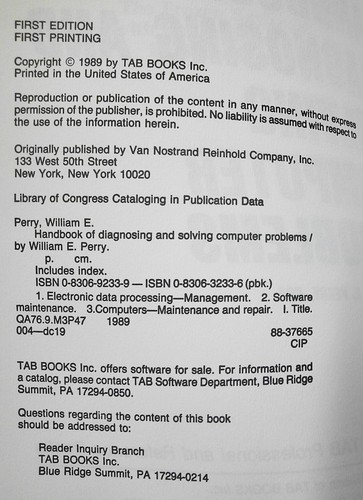 FIRST EDITION
FIRST PRINTING
Copyright © 1989 by TAB BOOKS Inc.
Printed in the United States of America
Reproduction or publication of the content in any manner, without express
permission of the publisher, is prohibited. No liability is assumed with respect to
the use of the information herein.
Originally published by Van Nostrand Reinhold Company, Inc.
133 West 50th Street
New York, New York 10020
Library of Congress Cataloging in Publication Data
Perry, William E.
Handbook of diagnosing and solving computer problems /
by William E. Perry.
p. cm.
Includes index.
ISBN 0-8306-9233-9 — ISBN 0-8306-3233-6 (pbk.)
1. Electronic data processing—Management. 2. Software
maintenance. 3.Computers—Maintenance and repair. I. Title.
QA76.9.M3P47 1989
004—dc19 88-37665
CIP
TAB BOOKS Inc. offers software for sale. For information and
a catalog, please contact TAB Software Department, Blue Ridge
Summit, PA 17294-0850.
Questions regarding the content of this book
should be addressed to:
Reader Inquiry Branch
TAB BOOKS Inc.
Blue Ridge Summit, PA 17294-0214